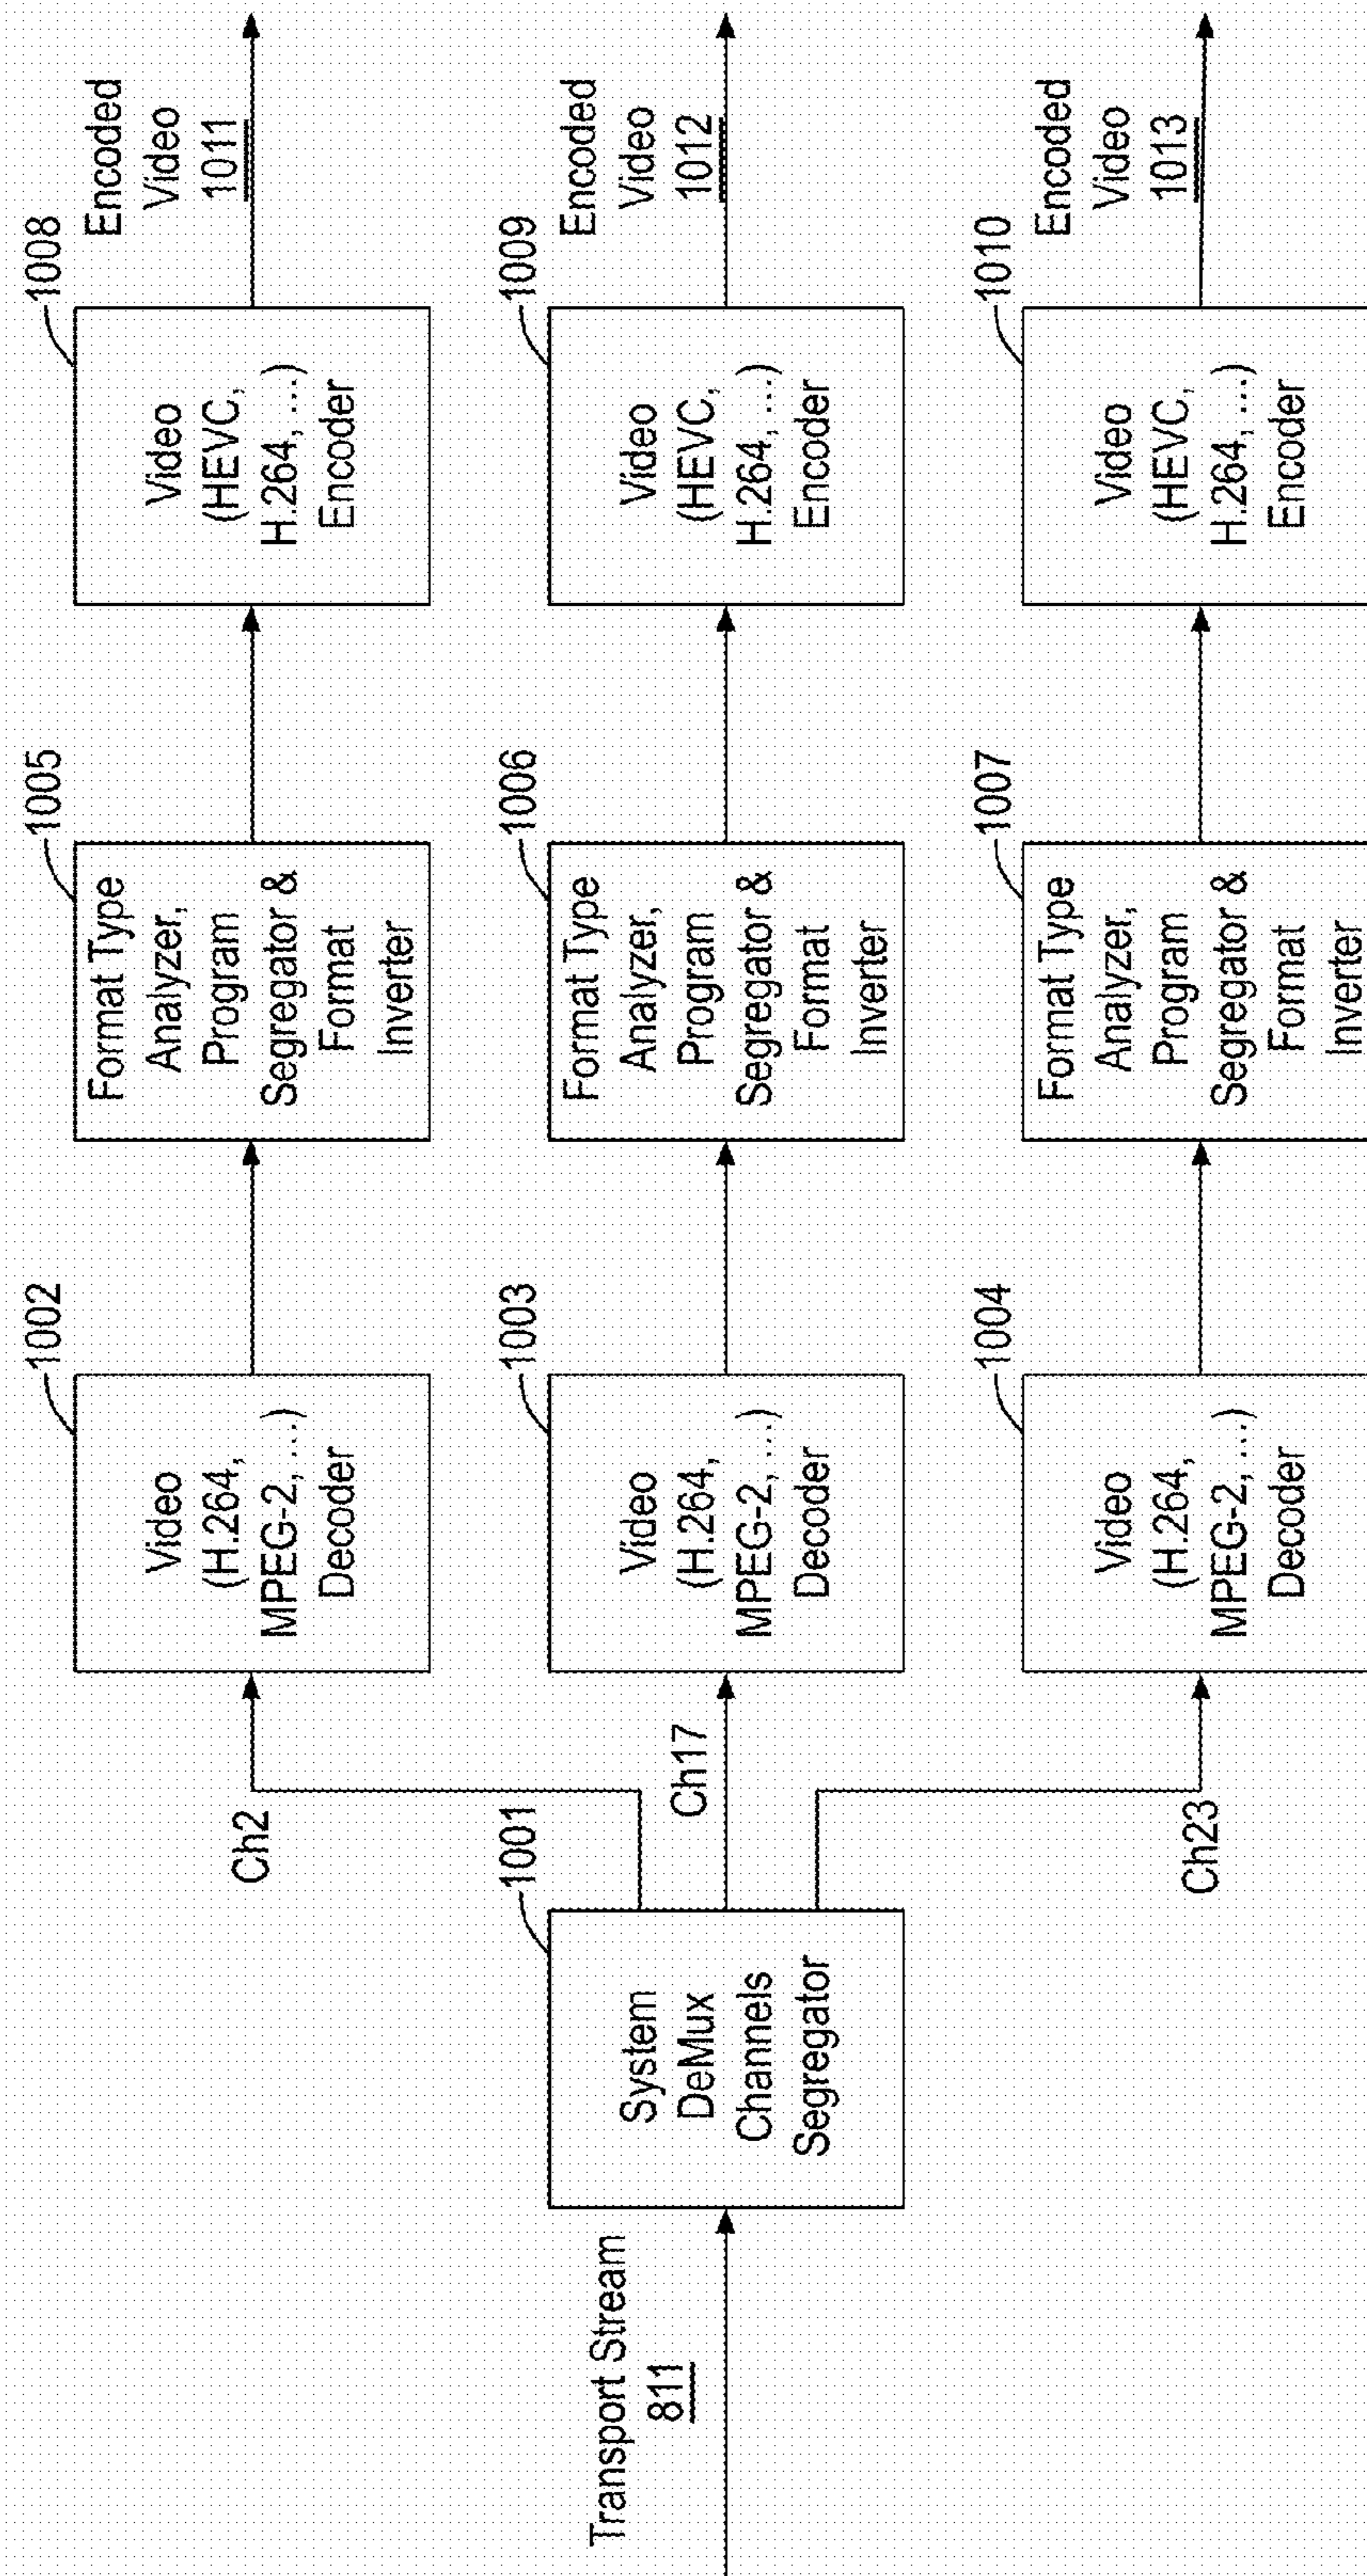 Transport Stream
811
1001
System
DeMux
Channels
Segregator
Ch2
Ch17
Ch23
1002
Video
(H.264,
MPEG-2, ...)
Decoder
1005
Format Type
Analyzer,
Program
Segregator &
Format
Inverter
1008
Video
(HEVC,
H.264, ...)
Encoder
Encoded
Video
1011
1003
Video
(H.264,
MPEG-2, ...)
Decoder
1006
Format Type
Analyzer,
Program
Segregator &
Format
Inverter
1009
Video
(HEVC,
H.264, ...)
Encoder
Encoded
Video
1012
1004
Video
(H.264,
MPEG-2, ...)
Decoder
1007
Format Type
Analyzer,
Program
Segregator &
Format
Inverter
1010
Video
(HEVC,
H.264, ...)
Encoder
Encoded
Video
1013